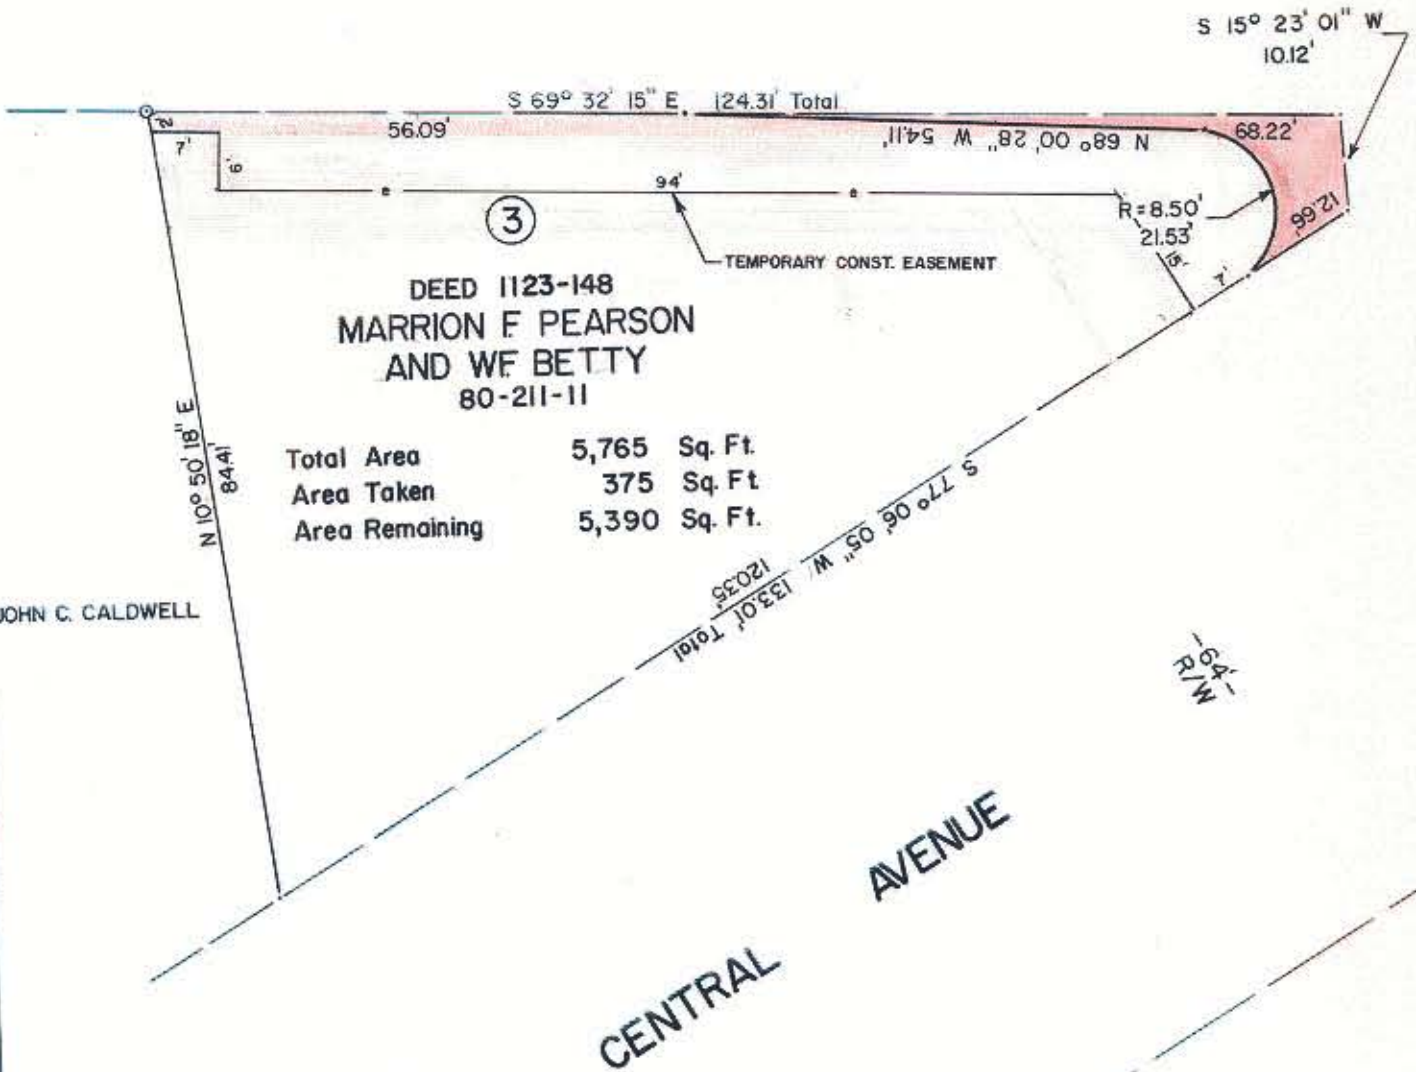 S 15° 23' 01" W
10.12'
S 69° 32' 15" E 124.31' Total
2'
7'
56.09'
N 68° 00' 28" W 54.11'
68.22'
6'
94'
R=8.50'
21.53'
12.66'
15'
7'
3
TEMPORARY CONST. EASEMENT
DEED 1123-148
MARRION F. PEARSON
AND WF. BETTY
80-211-11
N 10° 50' 18" E
84.41'
Total Area 5,765 Sq. Ft.
Area Taken 375 Sq. Ft.
Area Remaining 5,390 Sq. Ft.
S 77° 06' 05" W 133.01' Total
120.35'
JOHN C. CALDWELL
-64'-
R/W
CENTRAL AVENUE